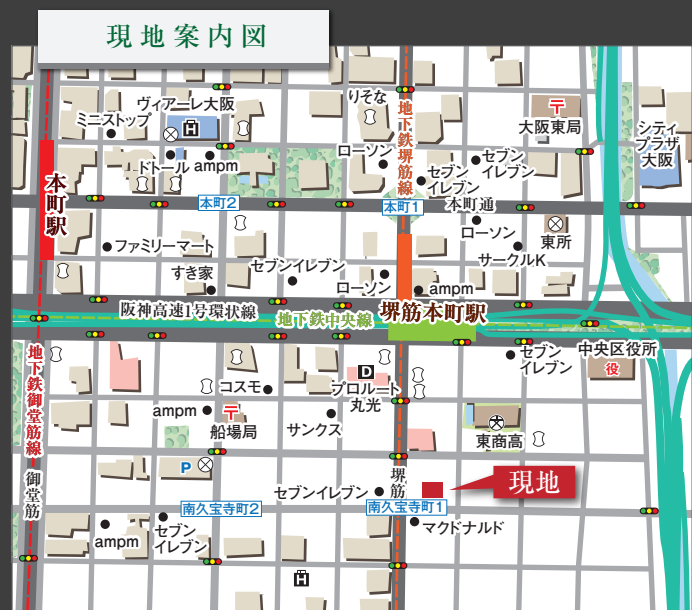 現地案内図
ヴィアーレ大阪
ミニストップ
H
りそな
〒
大阪東局
シティ
プラザ
大阪
地下鉄堺筋線
ドトール
ampm
ローソン
セブン
イレブン
セブン
イレブン
本町駅
本町2
本町1
本町通
ローソン
東所
ファミリーマート
サークルK
すき家
セブンイレブン
ローソン
ampm
阪神高速1号環状線
地下鉄中央線
堺筋本町駅
地下鉄御堂筋線
セブン
イレブン
中央区役所
役
コスモ
D
プロルート
丸光
ampm
〒
船場局
サンクス
大
東商高
P
御堂筋
セブンイレブン
堺筋
現地
南久宝寺町2
南久宝寺町1
マクドナルド
ampm
セブン
イレブン
H